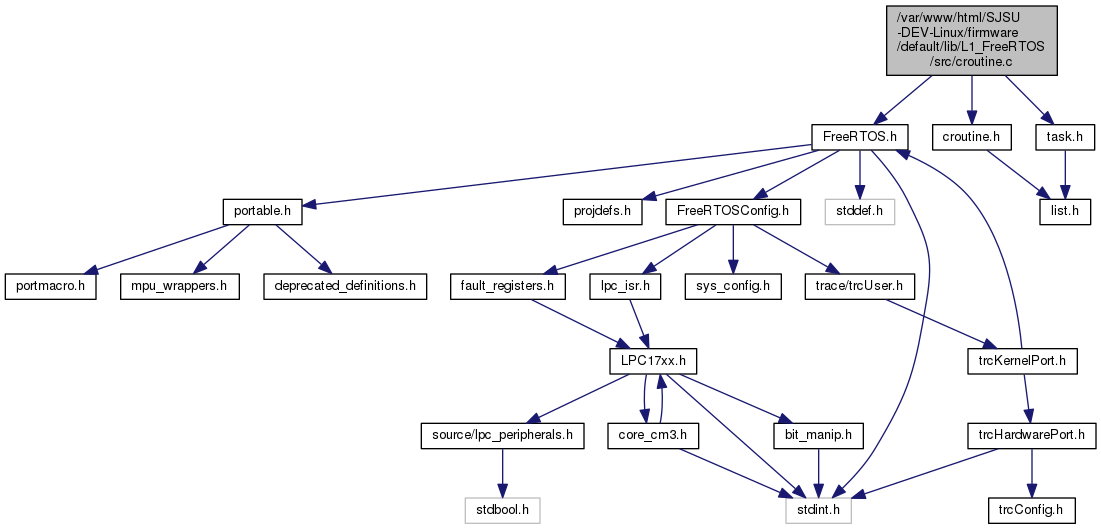 /var/www/html/SJSU
-DEV-Linux/firmware
/default/lib/L1_FreeRTOS
/src/croutine.c
FreeRTOS.h
croutine.h
task.h
portable.h
projdefs.h
FreeRTOSConfig.h
stddef.h
list.h
portmacro.h
mpu_wrappers.h
deprecated_definitions.h
fault_registers.h
lpc_isr.h
sys_config.h
trace/trcUser.h
LPC17xx.h
trcKernelPort.h
source/lpc_peripherals.h
core_cm3.h
bit_manip.h
trcHardwarePort.h
stdbool.h
stdint.h
trcConfig.h